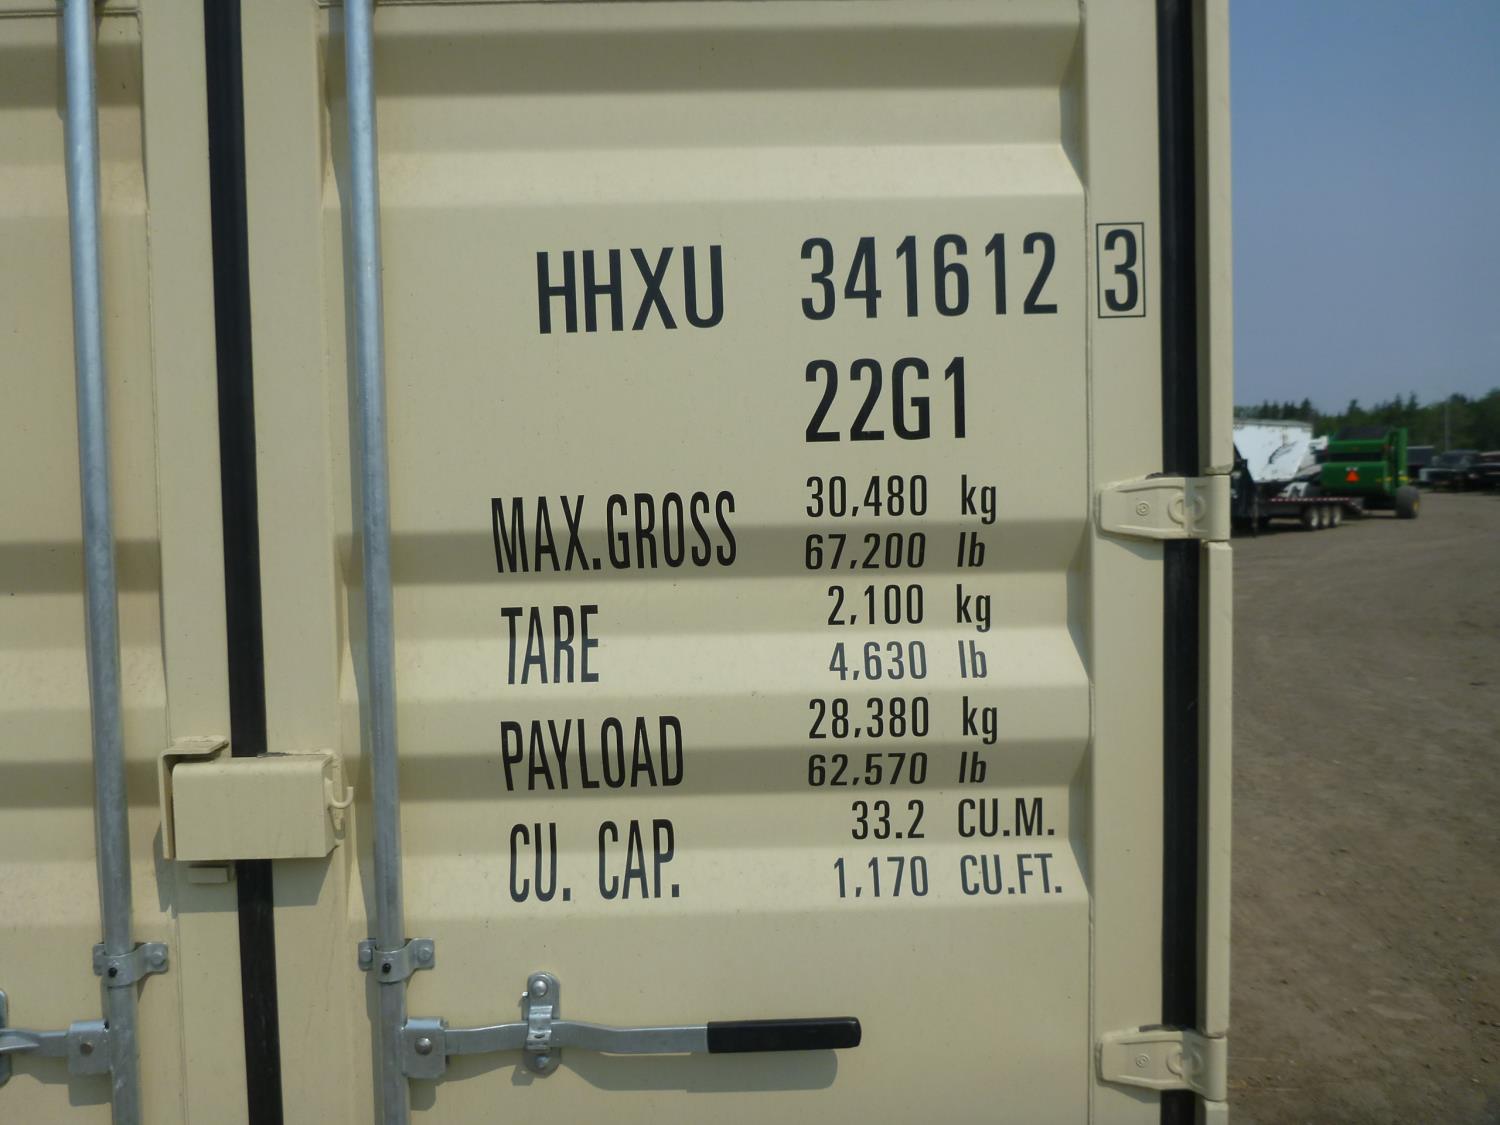 HHXU 341612 3
22G1
MAX.GROSS 30,480 kg
67,200 lb
TARE 2,100 kg
4,630 lb
PAYLOAD 28,380 kg
62,570 lb
CU. CAP. 33.2 CU.M.
1,170 CU.FT.